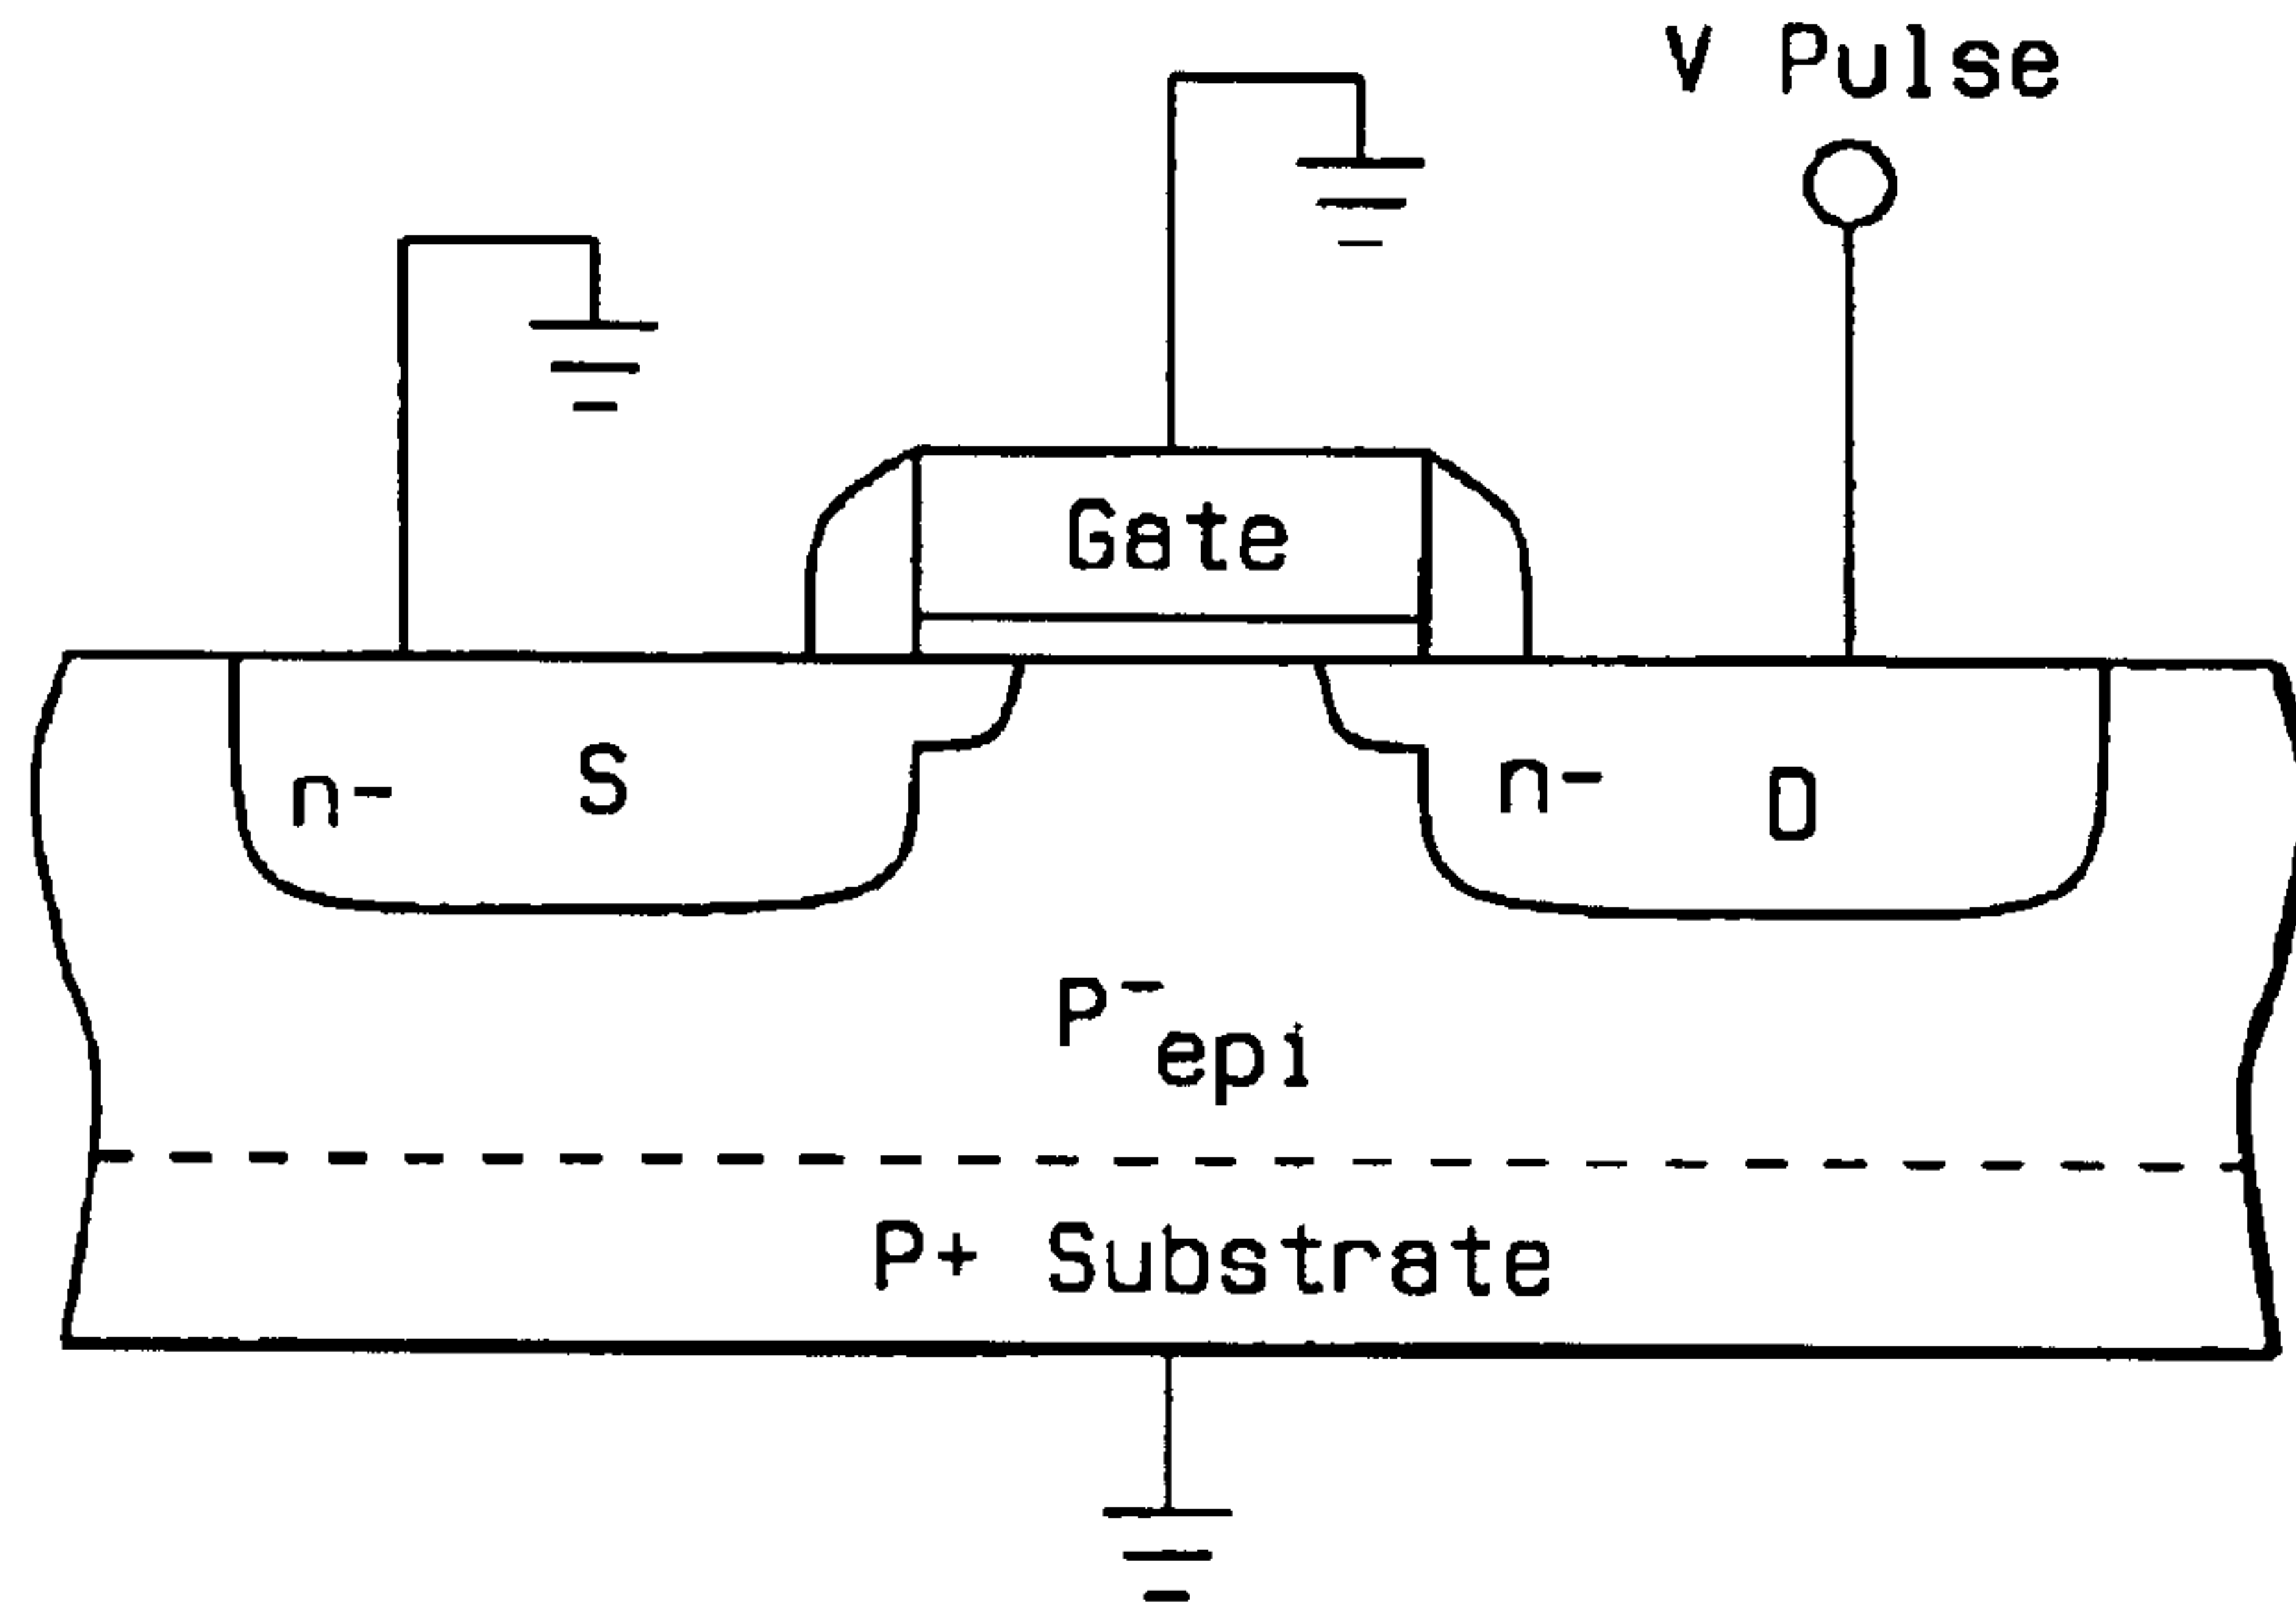 V Pulse
Gate
n- S n- D
P-epi
P+ Substrate